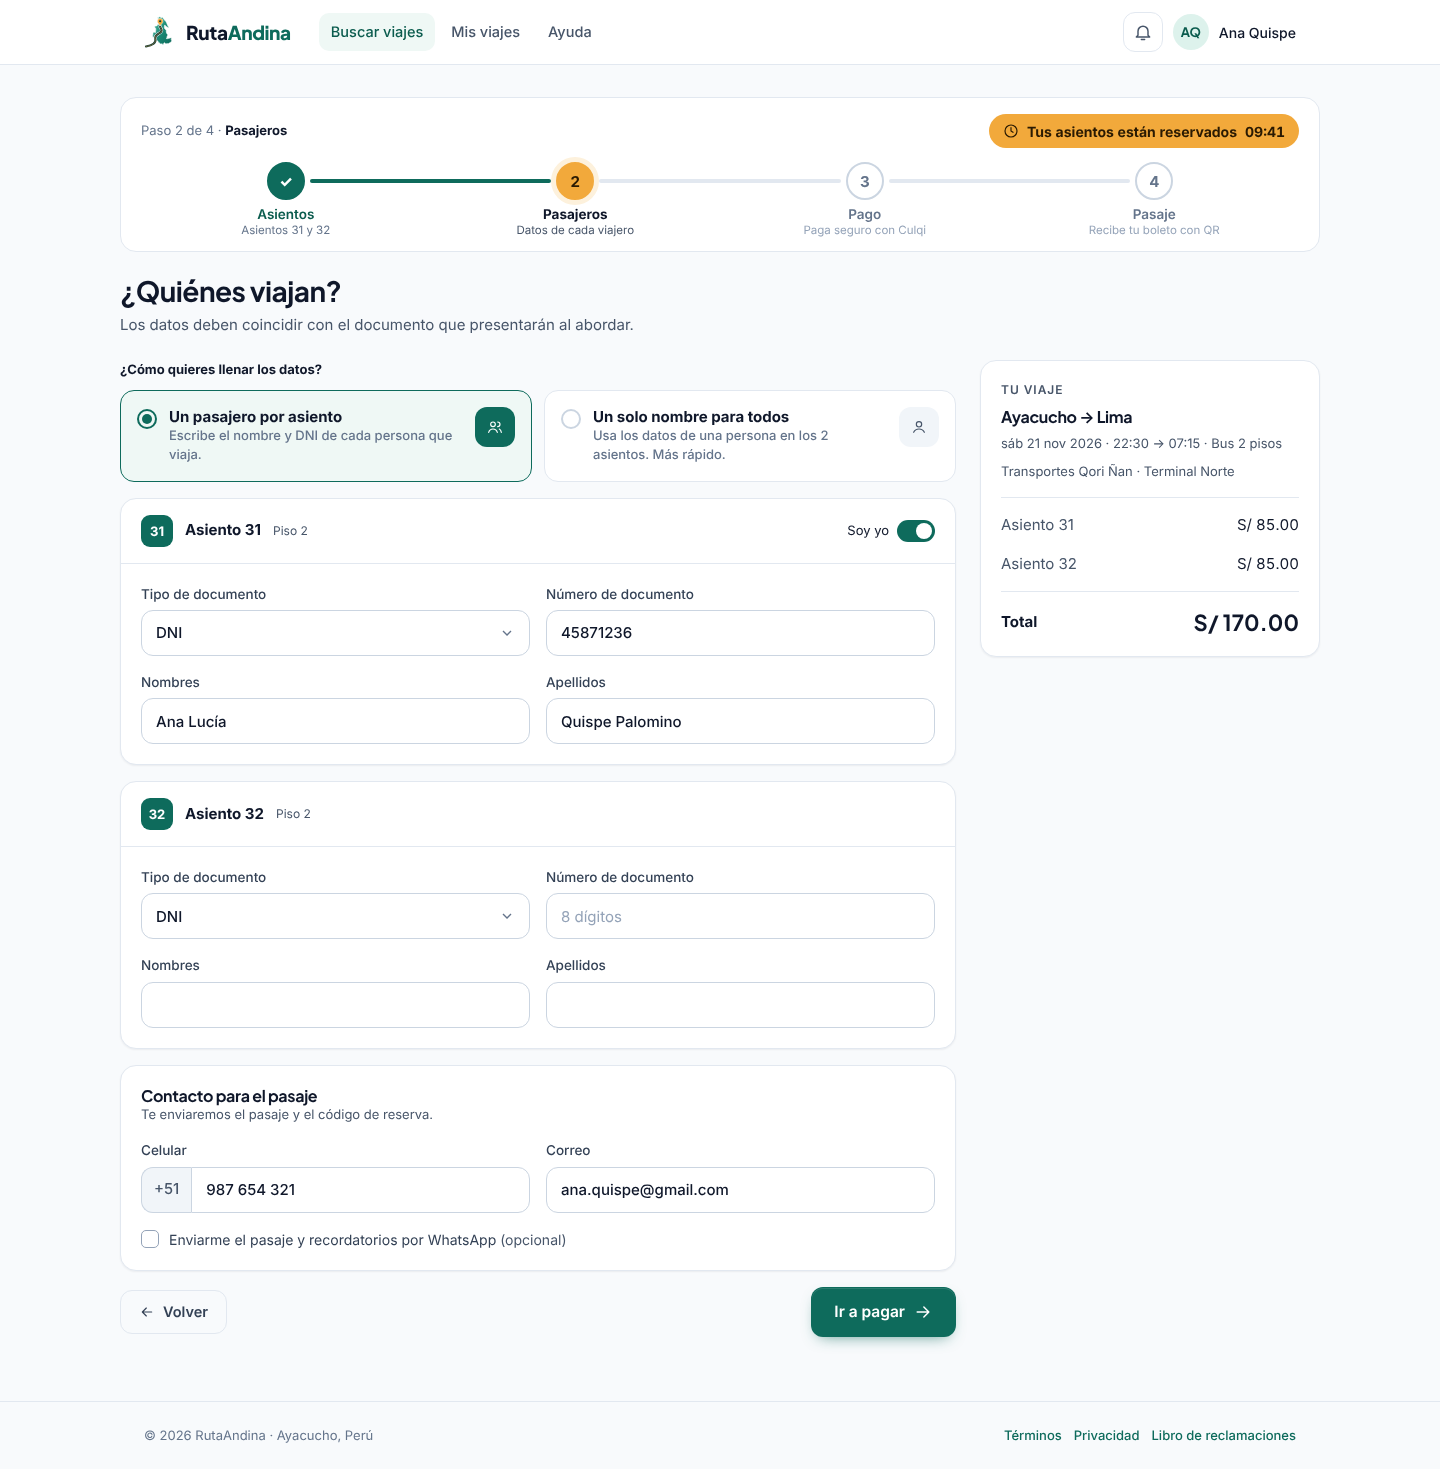 RutaAndina
Buscar viajes
Mis viajes
Ayuda
AQ
Ana Quispe
Paso 2 de 4 · Pasajeros
Tus asientos están reservados 09:41
2
3
4
Asientos
Pasajeros
Pago
Pasaje
Asientos 31 y 32
Datos de cada viajero
Paga seguro con Culqi
Recibe tu boleto con QR
¿Quiénes viajan?
Los datos deben coincidir con el documento que presentarán al abordar.
¿Cómo quieres llenar los datos?
Un pasajero por asiento
Escribe el nombre y DNI de cada persona que
viaja.
Un solo nombre para todos
Usa los datos de una persona en los 2
asientos. Más rápido.
31
Asiento 31
Piso 2
Soy yo
Tipo de documento
Número de documento
DNI
45871236
Nombres
Apellidos
Ana Lucía
Quispe Palomino
32
Asiento 32
Piso 2
Tipo de documento
Número de documento
DNI
8 dígitos
Nombres
Apellidos
Contacto para el pasaje
Te enviaremos el pasaje y el código de reserva.
Celular
Correo
+51
987 654 321
ana.quispe@gmail.com
Enviarme el pasaje y recordatorios por WhatsApp (opcional)
← Volver
Ir a pagar →
TU VIAJE
Ayacucho → Lima
sáb 21 nov 2026 · 22:30 → 07:15 · Bus 2 pisos
Transportes Qori Ñan · Terminal Norte
Asiento 31
S/ 85.00
Asiento 32
S/ 85.00
Total
S/ 170.00
© 2026 RutaAndina · Ayacucho, Perú
Términos
Privacidad
Libro de reclamaciones